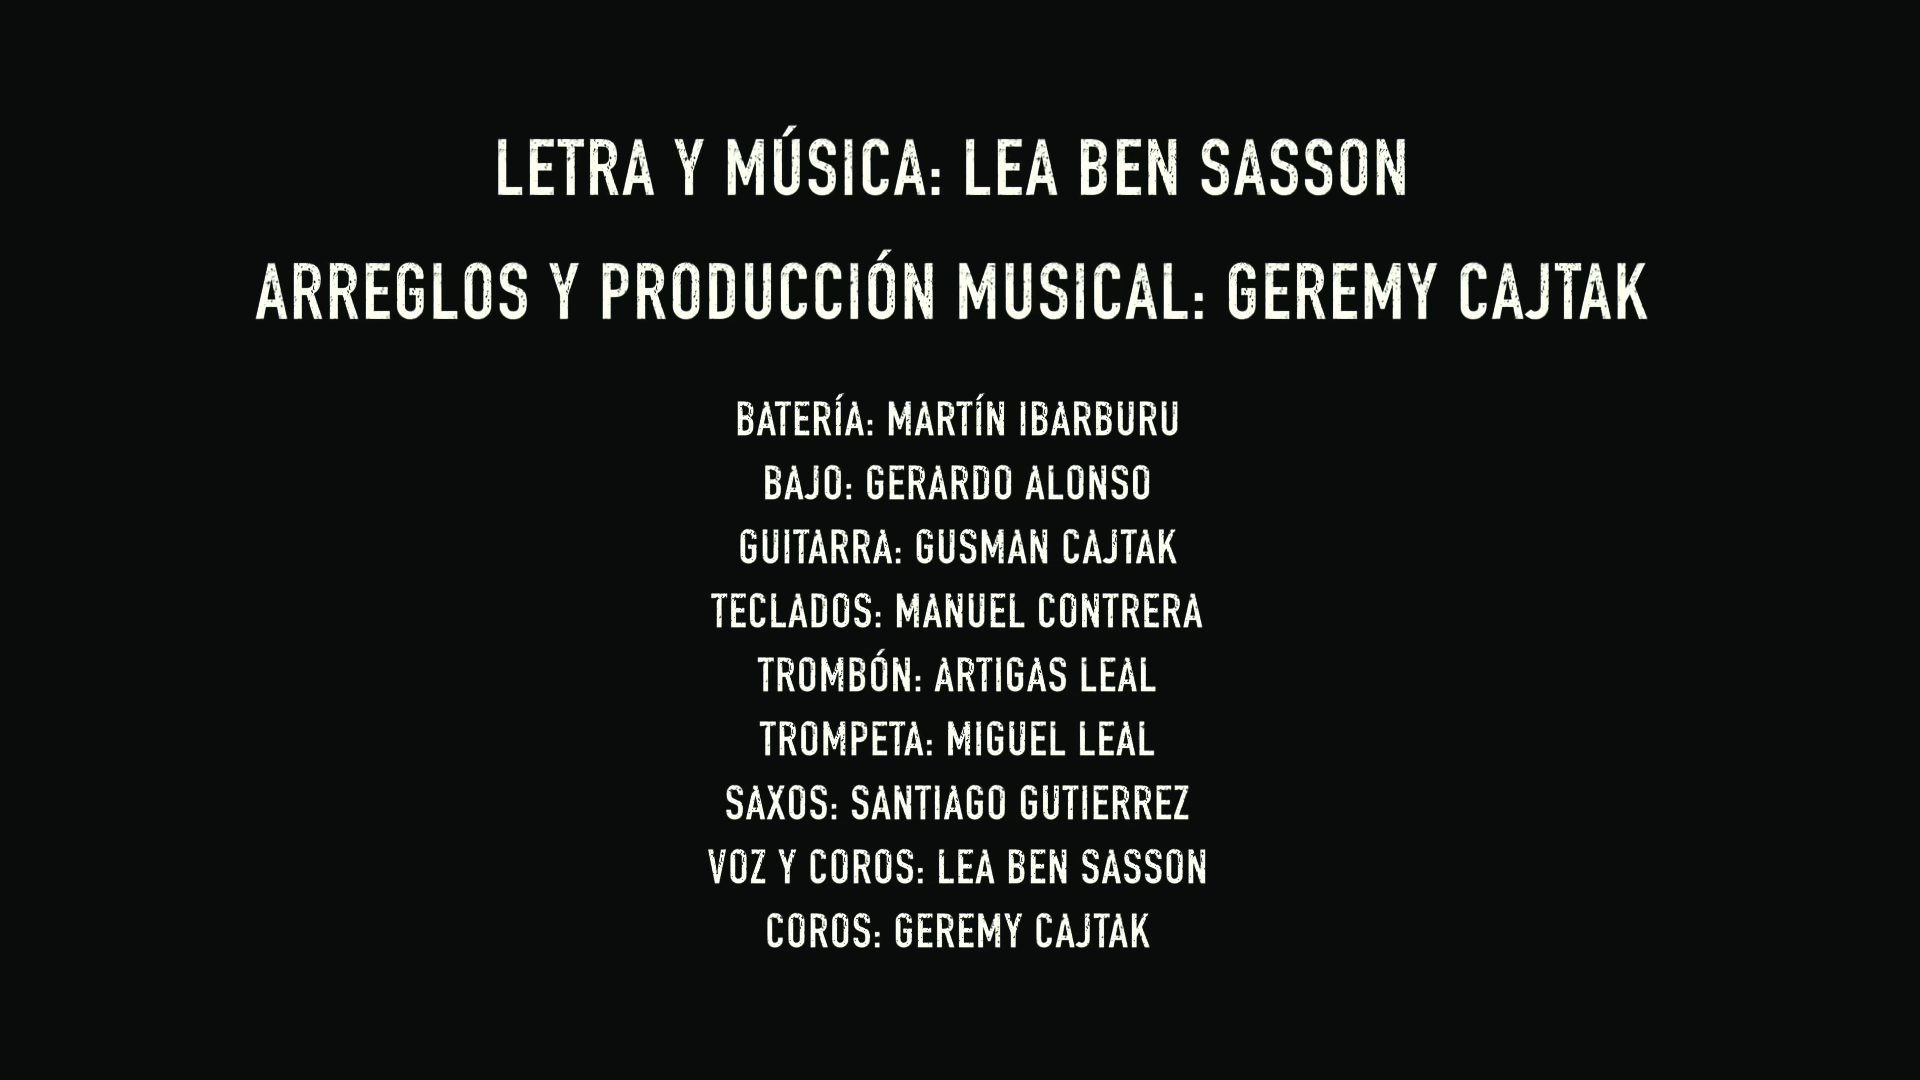 LETRA Y MÚSICA: LEA BEN SASSON
ARREGLOS Y PRODUCCIÓN MUSICAL: GEREMY CAJTAK
BATERÍA: MARTÍN IBARBURU
BAJO: GERARDO ALONSO
GUITARRA: GUSMAN CAJTAK
TECLADOS: MANUEL CONTRERA
TROMBÓN: ARTIGAS LEAL
TROMPETA: MIGUEL LEAL
SAXOS: SANTIAGO GUTIERREZ
VOZ Y COROS: LEA BEN SASSON
COROS: GEREMY CAJTAK